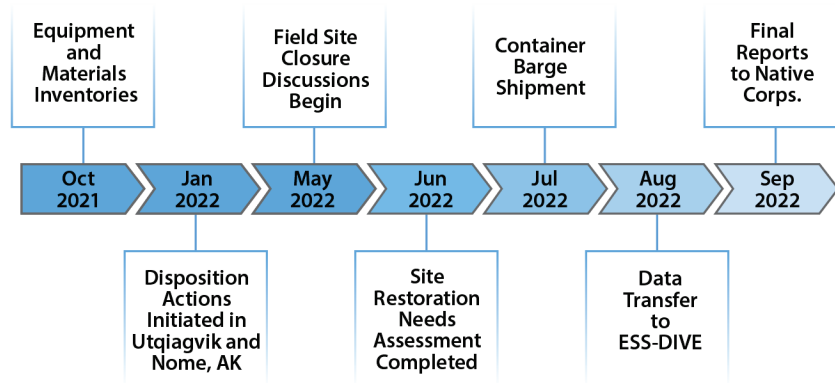 Equipment
and
Materials
Inventories
Field Site
Closure
Discussions
Begin
Container
Barge
Shipment
Final
Reports
to Native
Corps.
Oct
2021
Jan
2022
May
2022
Jun
2022
Jul
2022
Aug
2022
Sep
2022
Disposition
Actions
Initiated in
Utqiagvik and
Nome, AK
Site
Restoration
Needs
Assessment
Completed
Data
Transfer
to
ESS-DIVE